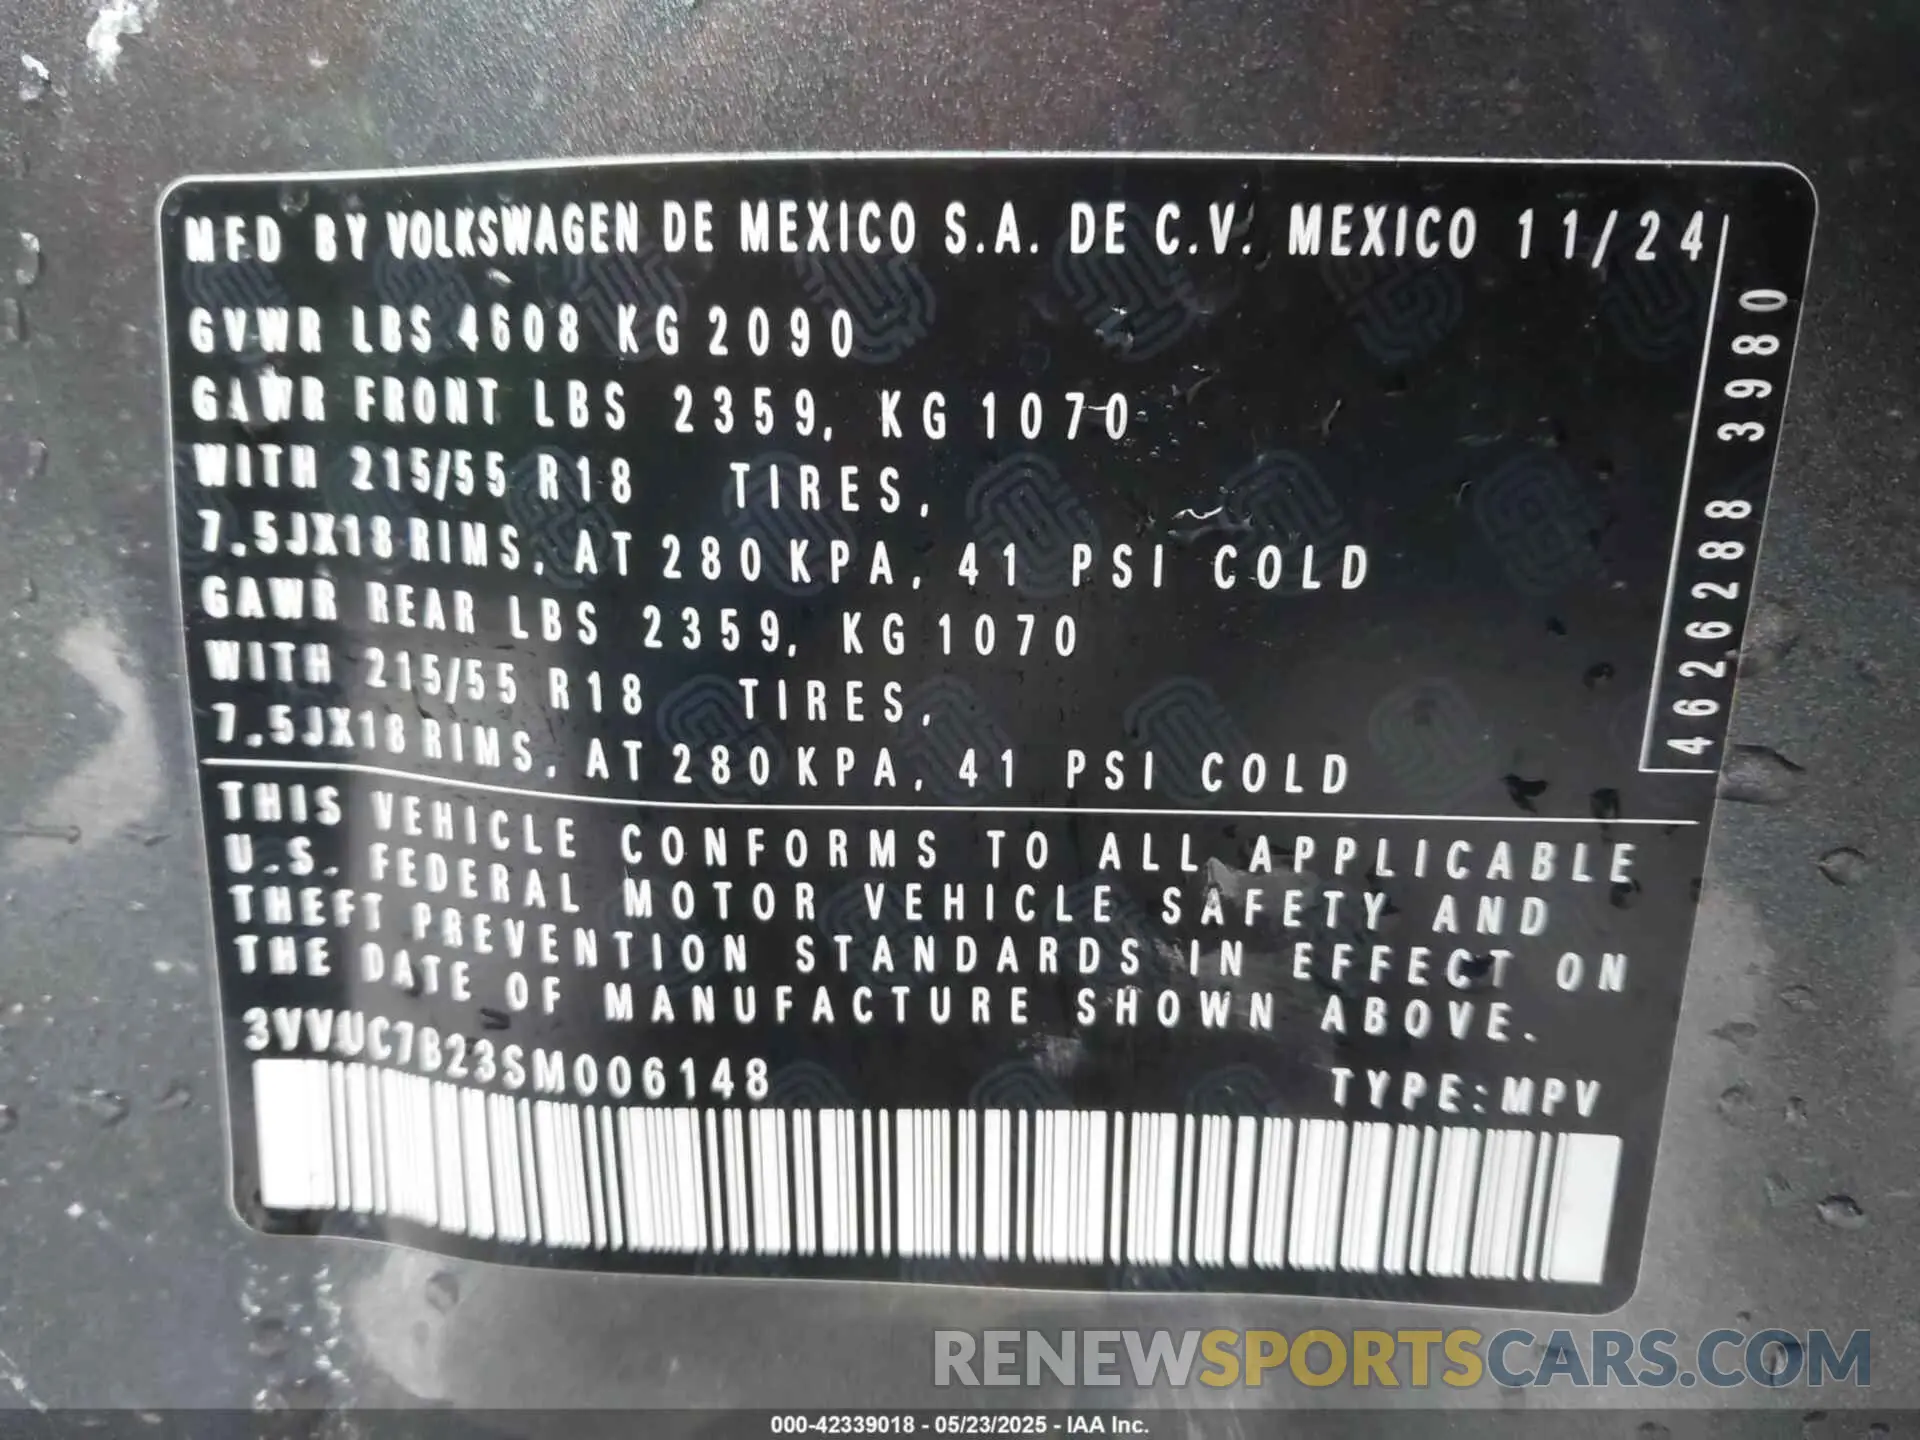 MFD BY VOLKSWAGEN DE MEXICO S.A. DE C.V. MEXICO 11/24
GVWR LBS 4608 KG 2090
GAWR FRONT LBS 2359, KG 1070
WITH 215/55 R18 TIRES,
7.5JX18 RIMS, AT 280 KPA, 41 PSI COLD
GAWR REAR LBS 2359, KG 1070
WITH 215/55 R18 TIRES,
7.5JX18 RIMS, AT 280 KPA, 41 PSI COLD
4626288 3980
THIS VEHICLE CONFORMS TO ALL APPLICABLE
U.S. FEDERAL MOTOR VEHICLE SAFETY AND
THEFT PREVENTION STANDARDS IN EFFECT ON
THE DATE OF MANUFACTURE SHOWN ABOVE.
3VVUC7B23SM006148
TYPE:MPV
RENEWSPORTSCARS.COM
000-42339018 - 05/23/2025 - IAA Inc.